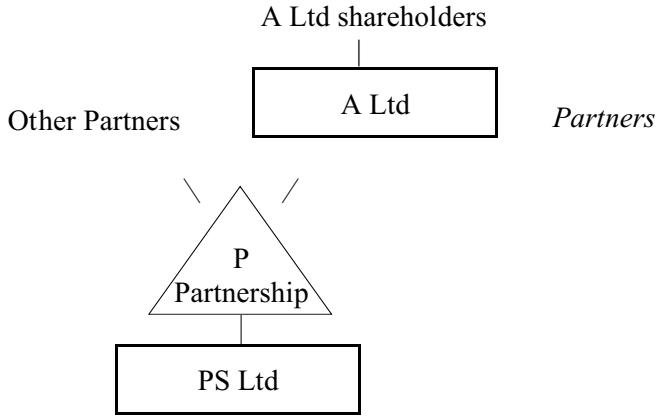 A Ltd shareholders
A Ltd
Other Partners
Partners
P
Partnership
PS Ltd